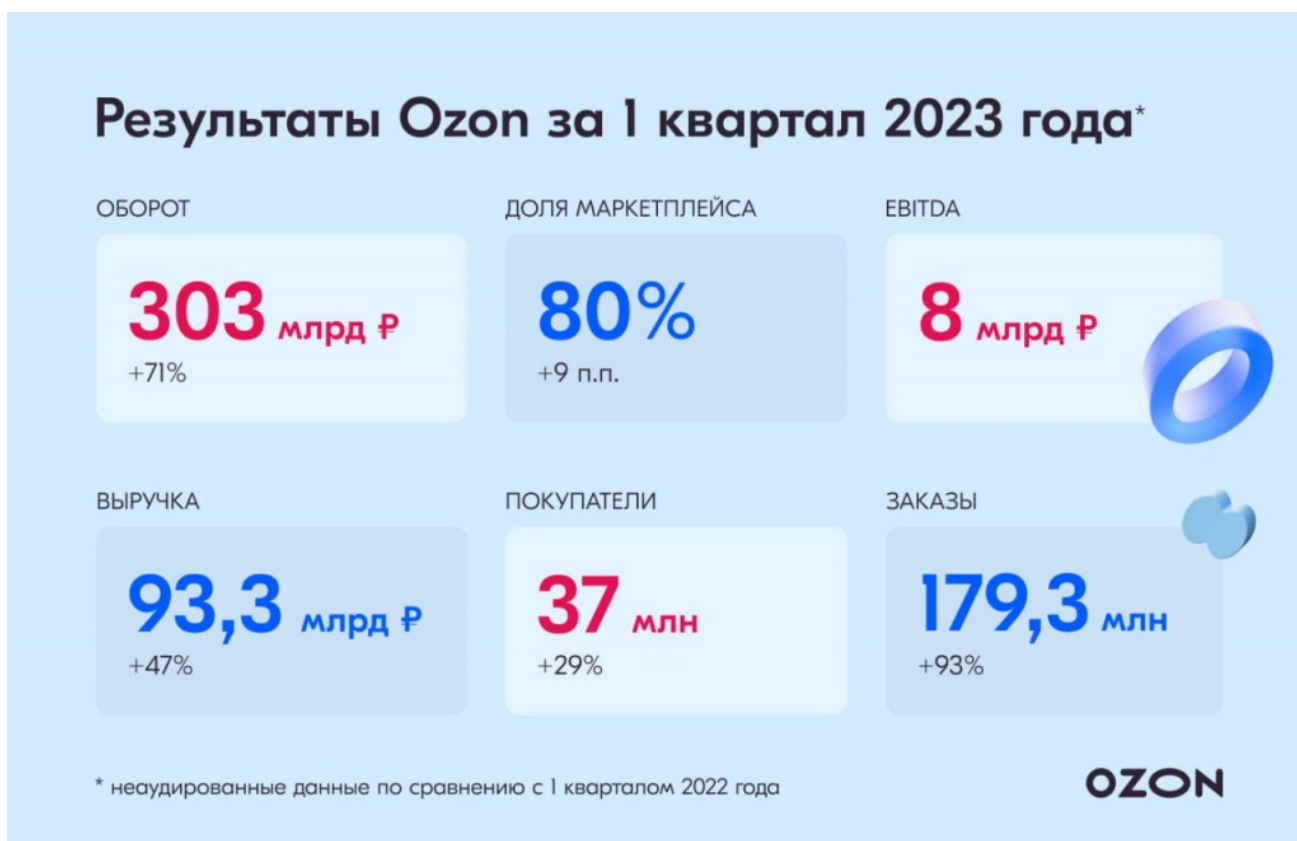 Результаты Ozon за 1 квартал 2023 года*
ОБОРОТ
303 млрд ₽
+71%
ДОЛЯ МАРКЕТПЛЕЙСА
80%
+9 п.п.
EBITDA
8 млрд ₽
ВЫРУЧКА
93,3 млрд ₽
+47%
ПОКУПАТЕЛИ
37 млн
+29%
ЗАКАЗЫ
179,3 млн
+93%
* неаудированные данные по сравнению с 1 кварталом 2022 года
OZON